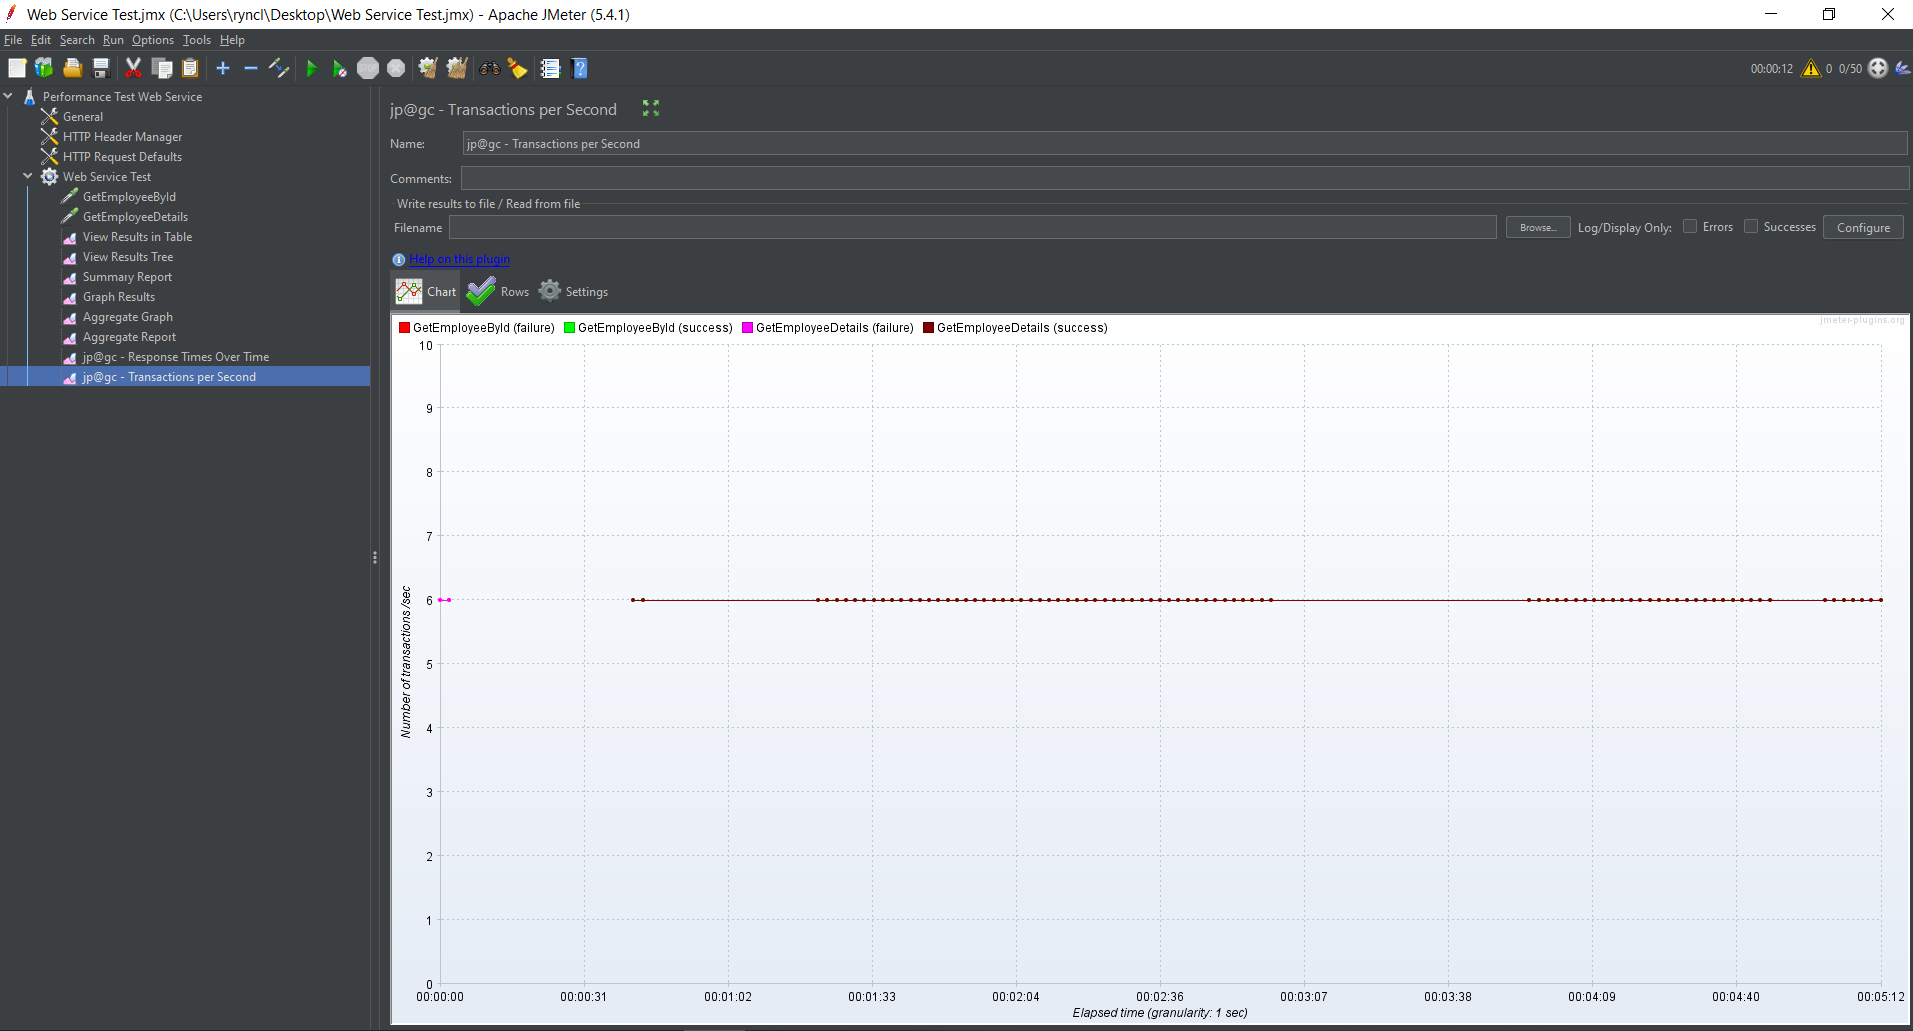 Web Service Test.jmx (C:\Users\ryncl\Desktop\Web Service Test.jmx) - Apache JMeter (5.4.1)
File Edit Search Run Options Tools Help
00:00:12 0 0/50
Performance Test Web Service
General
HTTP Header Manager
HTTP Request Defaults
Web Service Test
GetEmployeeById
GetEmployeeDetails
View Results in Table
View Results Tree
Summary Report
Graph Results
Aggregate Graph
Aggregate Report
jp@gc - Response Times Over Time
jp@gc - Transactions per Second
jp@gc - Transactions per Second
Name: jp@gc - Transactions per Second
Comments:
Write results to file / Read from file
Filename Browse... Log/Display Only: Errors Successes Configure
Help on this plugin
Chart Rows Settings
GetEmployeeById (failure) GetEmployeeById (success) GetEmployeeDetails (failure) GetEmployeeDetails (success)
jmeter-plugins.org
10
9
8
7
6
5
4
3
2
1
0
Number of transactions /sec
00:00:00 00:00:31 00:01:02 00:01:33 00:02:04 00:02:36 00:03:07 00:03:38 00:04:09 00:04:40 00:05:12
Elapsed time (granularity: 1 sec)